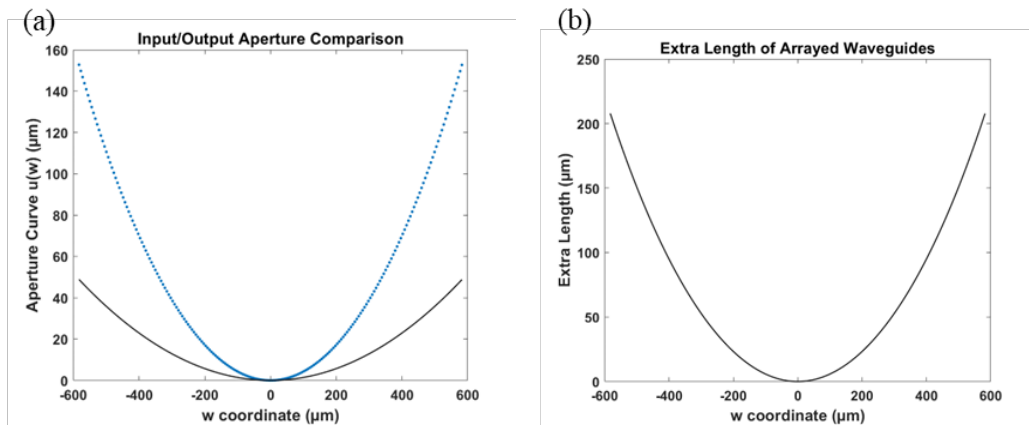 (a)
Input/Output Aperture Comparison
160
140
120
100
80
60
40
20
0
Aperture Curve u(w) (µm)
-600 -400 -200 0 200 400 600
w coordinate (µm)
(b)
Extra Length of Arrayed Waveguides
250
200
150
100
50
0
Extra Length (µm)
-600 -400 -200 0 200 400 600
w coordinate (µm)